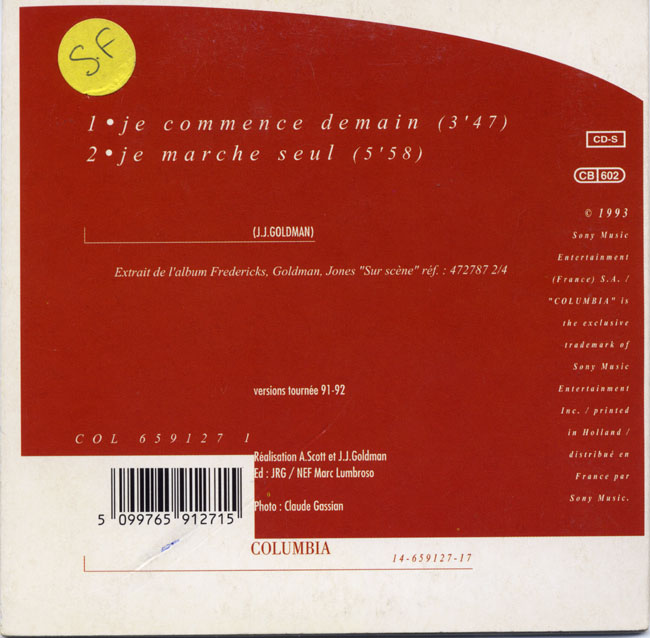 S.F
1•je commence demain (3'47)
2•je marche seul (5'58)
CD-S
CB 602
(J.J.GOLDMAN)
Extrait de l'album Fredericks, Goldman, Jones "Sur scène" réf. : 472787 2/4
© 1993
Sony Music
Entertainment
(France) S.A. /
"COLUMBIA" is
the exclusive
trademark of
Sony Music
Entertainment
Inc. / printed
in Holland /
distribué en
France par
Sony Music.
versions tournée 91-92
COL 659127 1
Réalisation A.Scott et J.J.Goldman
Ed : JRG / NEF Marc Lumbroso
Photo : Claude Gassian
5 099765 912715
COLUMBIA
14-659127-17